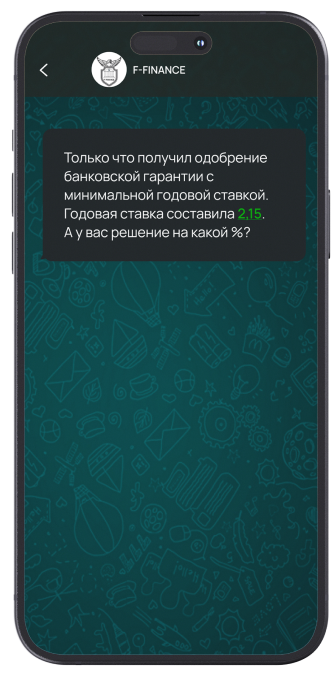 F-FINANCE
Только что получил одобрение
банковской гарантии с
минимальной годовой ставкой.
Годовая ставка составила 2,15.
А у вас решение на какой %?